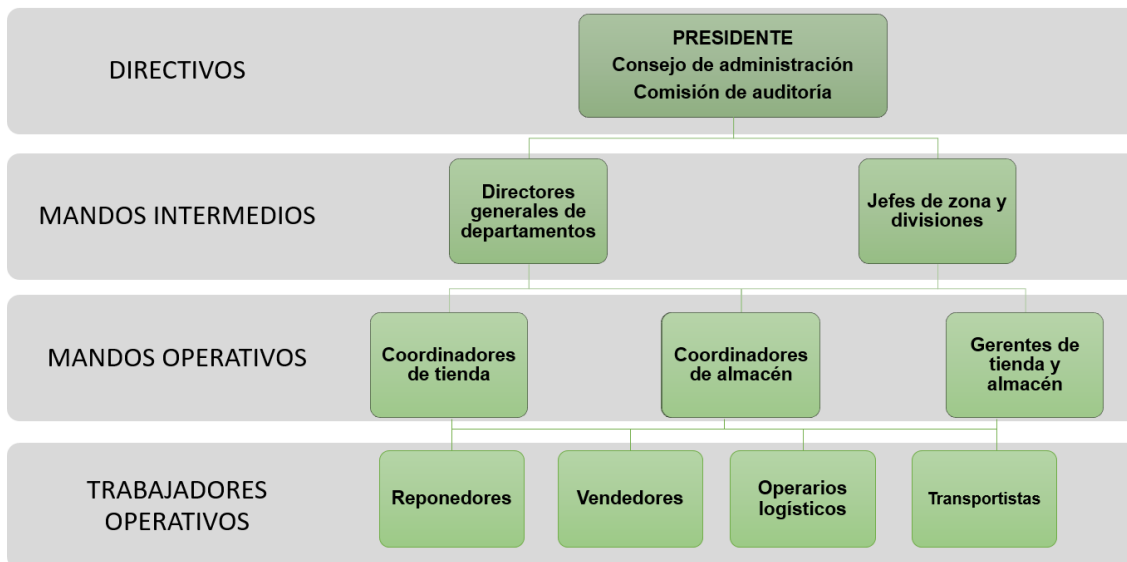 DIRECTIVOS
PRESIDENTE
Consejo de administración
Comisión de auditoría
MANDOS INTERMEDIOS
Directores
generales de
departamentos
Jefes de zona y
divisiones
MANDOS OPERATIVOS
Coordinadores
de tienda
Coordinadores
de almacén
Gerentes de
tienda y
almacén
TRABAJADORES
OPERATIVOS
Reponedores
Vendedores
Operarios
logísticos
Transportistas